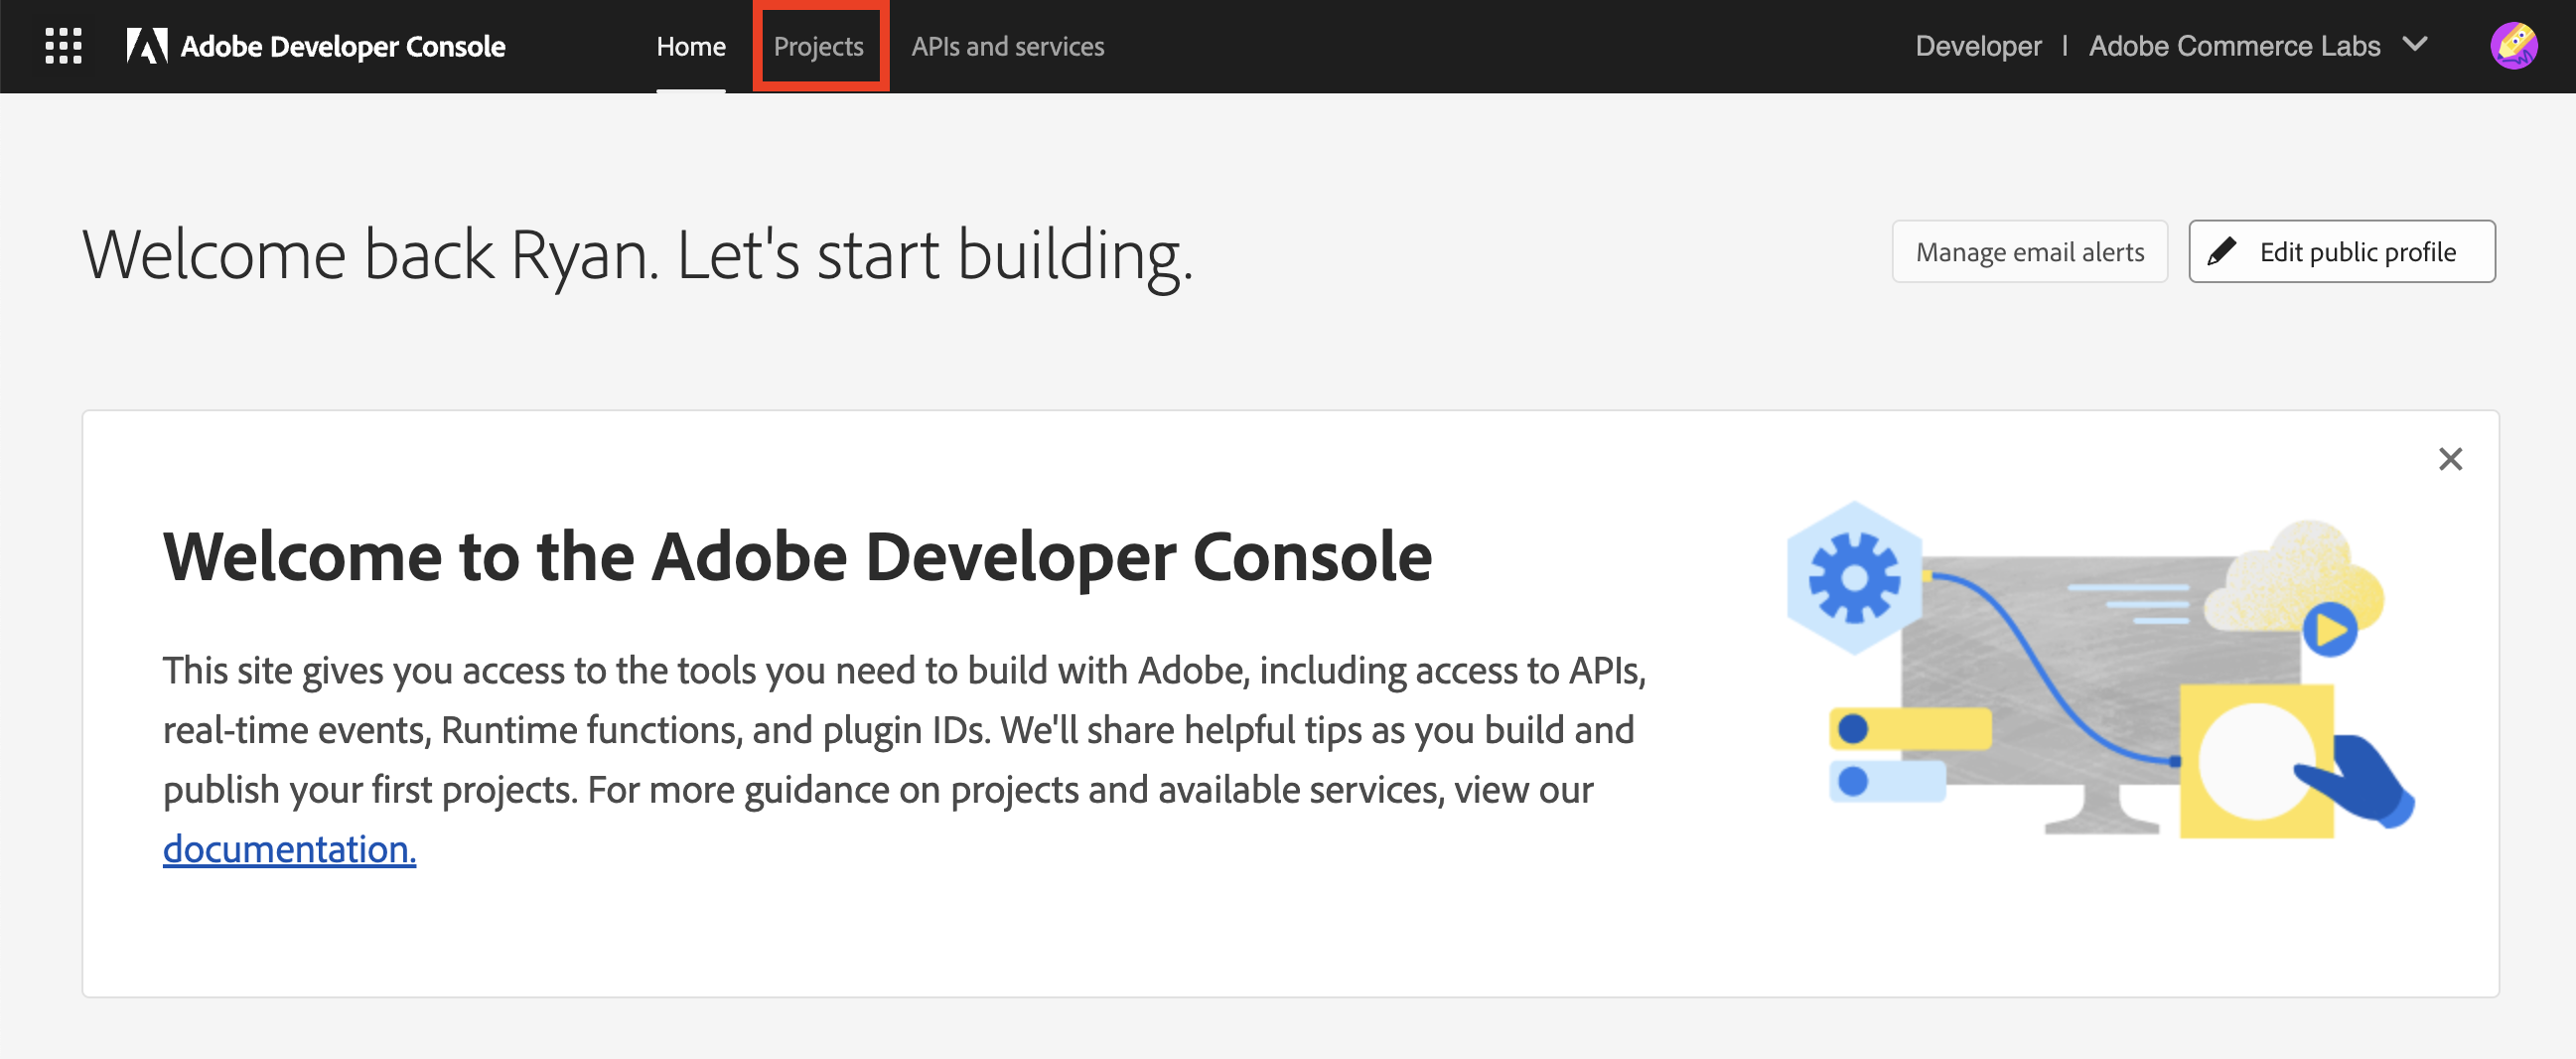 Adobe Developer Console
Home
Projects
APIs and services
Developer | Adobe Commerce Labs
Welcome back Ryan. Let's start building.
Manage email alerts
Edit public profile
Welcome to the Adobe Developer Console
This site gives you access to the tools you need to build with Adobe, including access to APIs,
real-time events, Runtime functions, and plugin IDs. We'll share helpful tips as you build and
publish your first projects. For more guidance on projects and available services, view our
documentation.